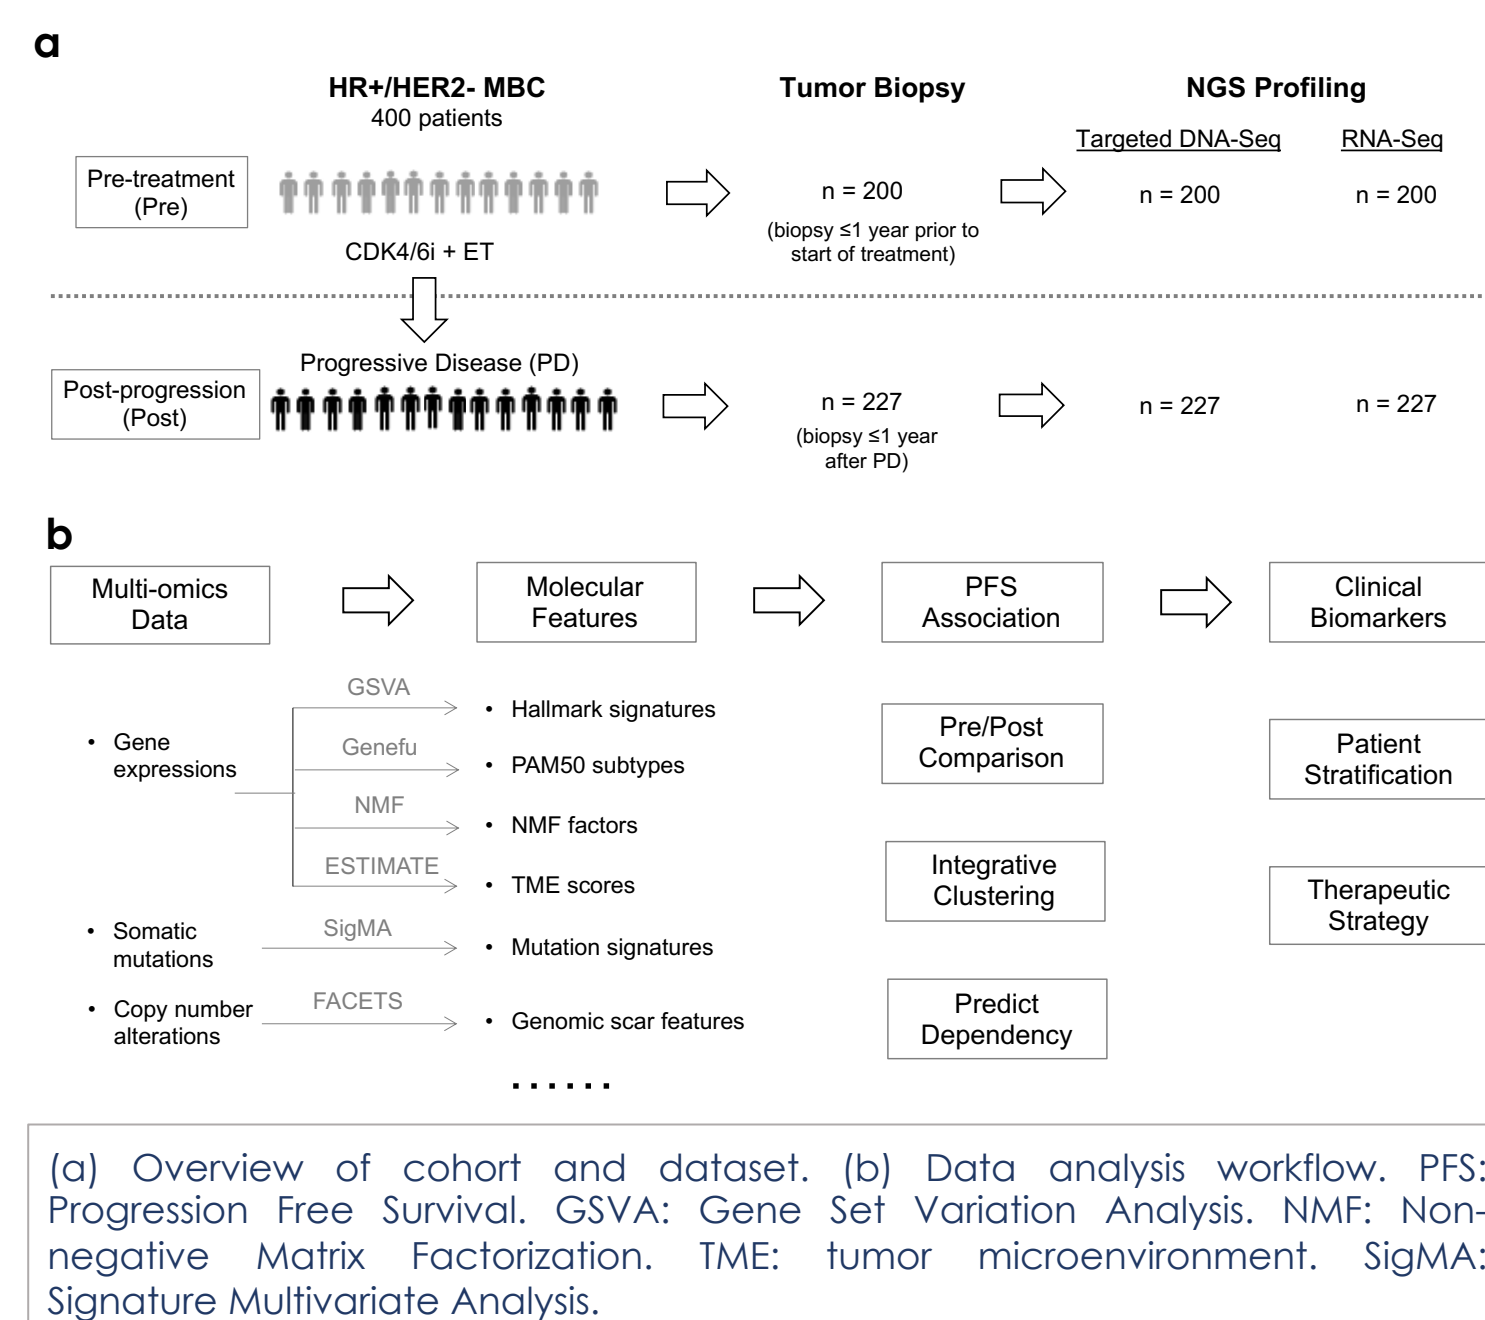 a
HR+/HER2- MBC
400 patients
Tumor Biopsy
NGS Profiling
Targeted DNA-Seq
RNA-Seq
Pre-treatment
(Pre)
n = 200
(biopsy ≤1 year prior to
start of treatment)
n = 200
n = 200
CDK4/6i + ET
Progressive Disease (PD)
Post-progression
(Post)
n = 227
(biopsy ≤1 year
after PD)
n = 227
n = 227
b
Multi-omics
Data
Molecular
Features
PFS
Association
Clinical
Biomarkers
• Gene
expressions
GSVA
Genefu
NMF
ESTIMATE
• Hallmark signatures
• PAM50 subtypes
• NMF factors
• TME scores
• Somatic
mutations
SigMA
• Mutation signatures
• Copy number
alterations
FACETS
• Genomic scar features
......
Pre/Post
Comparison
Integrative
Clustering
Predict
Dependency
Patient
Stratification
Therapeutic
Strategy
(a) Overview of cohort and dataset. (b) Data analysis workflow. PFS:
Progression Free Survival. GSVA: Gene Set Variation Analysis. NMF: Non-
negative Matrix Factorization. TME: tumor microenvironment. SigMA:
Signature Multivariate Analysis.